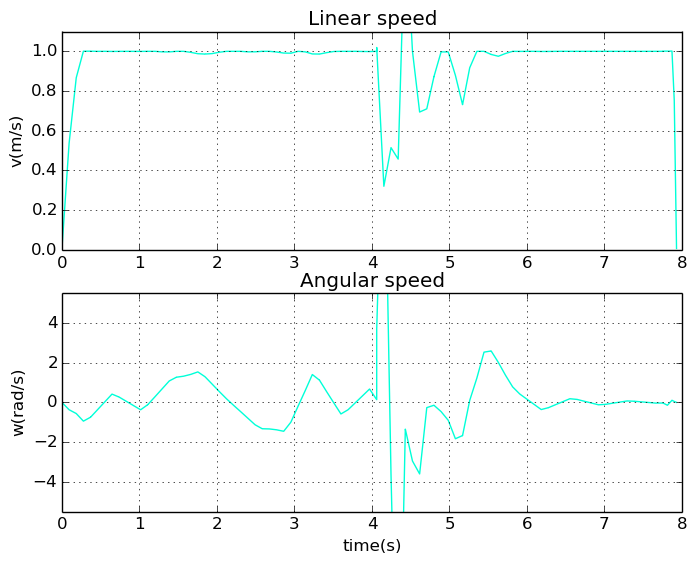 Linear speed
1.0
0.8
0.6
0.4
0.2
0.0
v(m/s)
0 1 2 3 4 5 6 7 8
Angular speed
4
2
0
−2
−4
w(rad/s)
0 1 2 3 4 5 6 7 8
time(s)